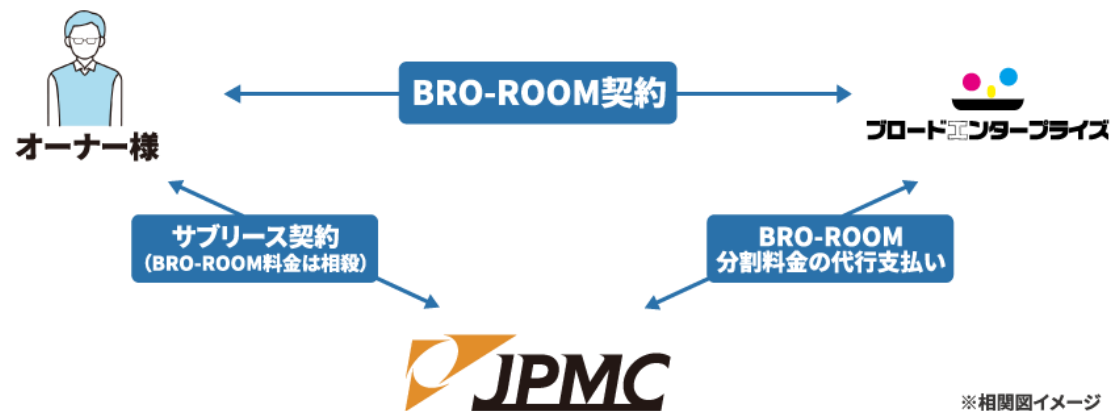 BRO-ROOM契約
オーナー様
ブロードエンタープライズ
サブリース契約
(BRO-ROOM料金は相殺)
BRO-ROOM
分割料金の代行支払い
JPMC
※相関図イメージ